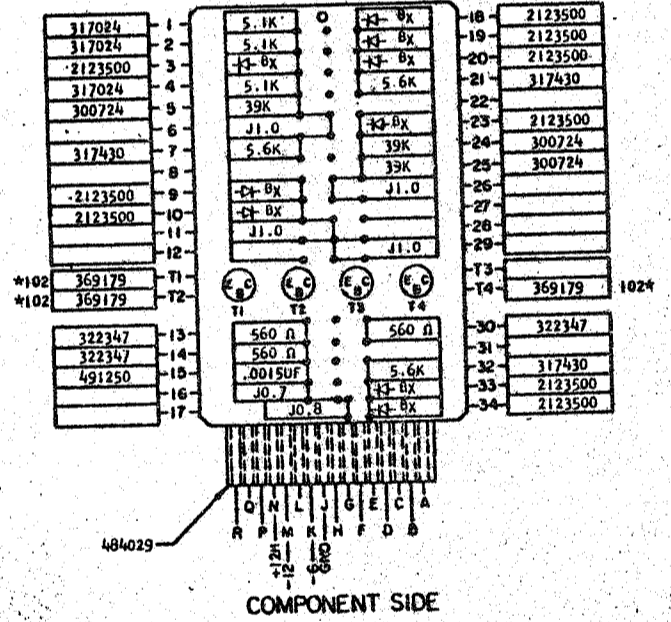 317024 1 5.1K 8X 18 2123500
317024 2 5.1K 8X 19 2123500
2123500 3 8X 8X 20 2123500
317024 4 5.1K 5.6K 21 317430
300724 5 39K 22
6 J1.0 8X 23 2123500
317430 7 5.6K 39K 24 300724
8 39K 25 300724
2123500 9 8X J1.0 26
2123500 10 8X 27
11 J1.0 28
12 J1.0 29
*102 369179 T1 T3
*102 369179 T2 T4 369179 102*
E B C E B C E B C E B C
T1 T2 T3 T4
322347 13 560 Ω 560 Ω 30 322347
322347 14 560 Ω 31
491250 15 .0015UF 5.6K 32 317430
16 J0.7 8X 33 2123500
17 J0.8 8X 34 2123500
Q N L J G E C A
R P M K H F D B
484029
+12M
-12
-6
GRD
COMPONENT SIDE